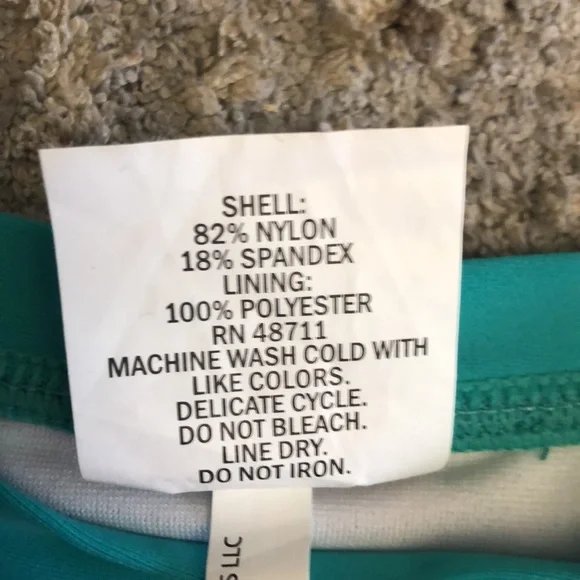 SHELL:
82% NYLON
18% SPANDEX
LINING:
100% POLYESTER
RN 48711
MACHINE WASH COLD WITH
LIKE COLORS.
DELICATE CYCLE.
DO NOT BLEACH.
LINE DRY.
DO NOT IRON.
LLC